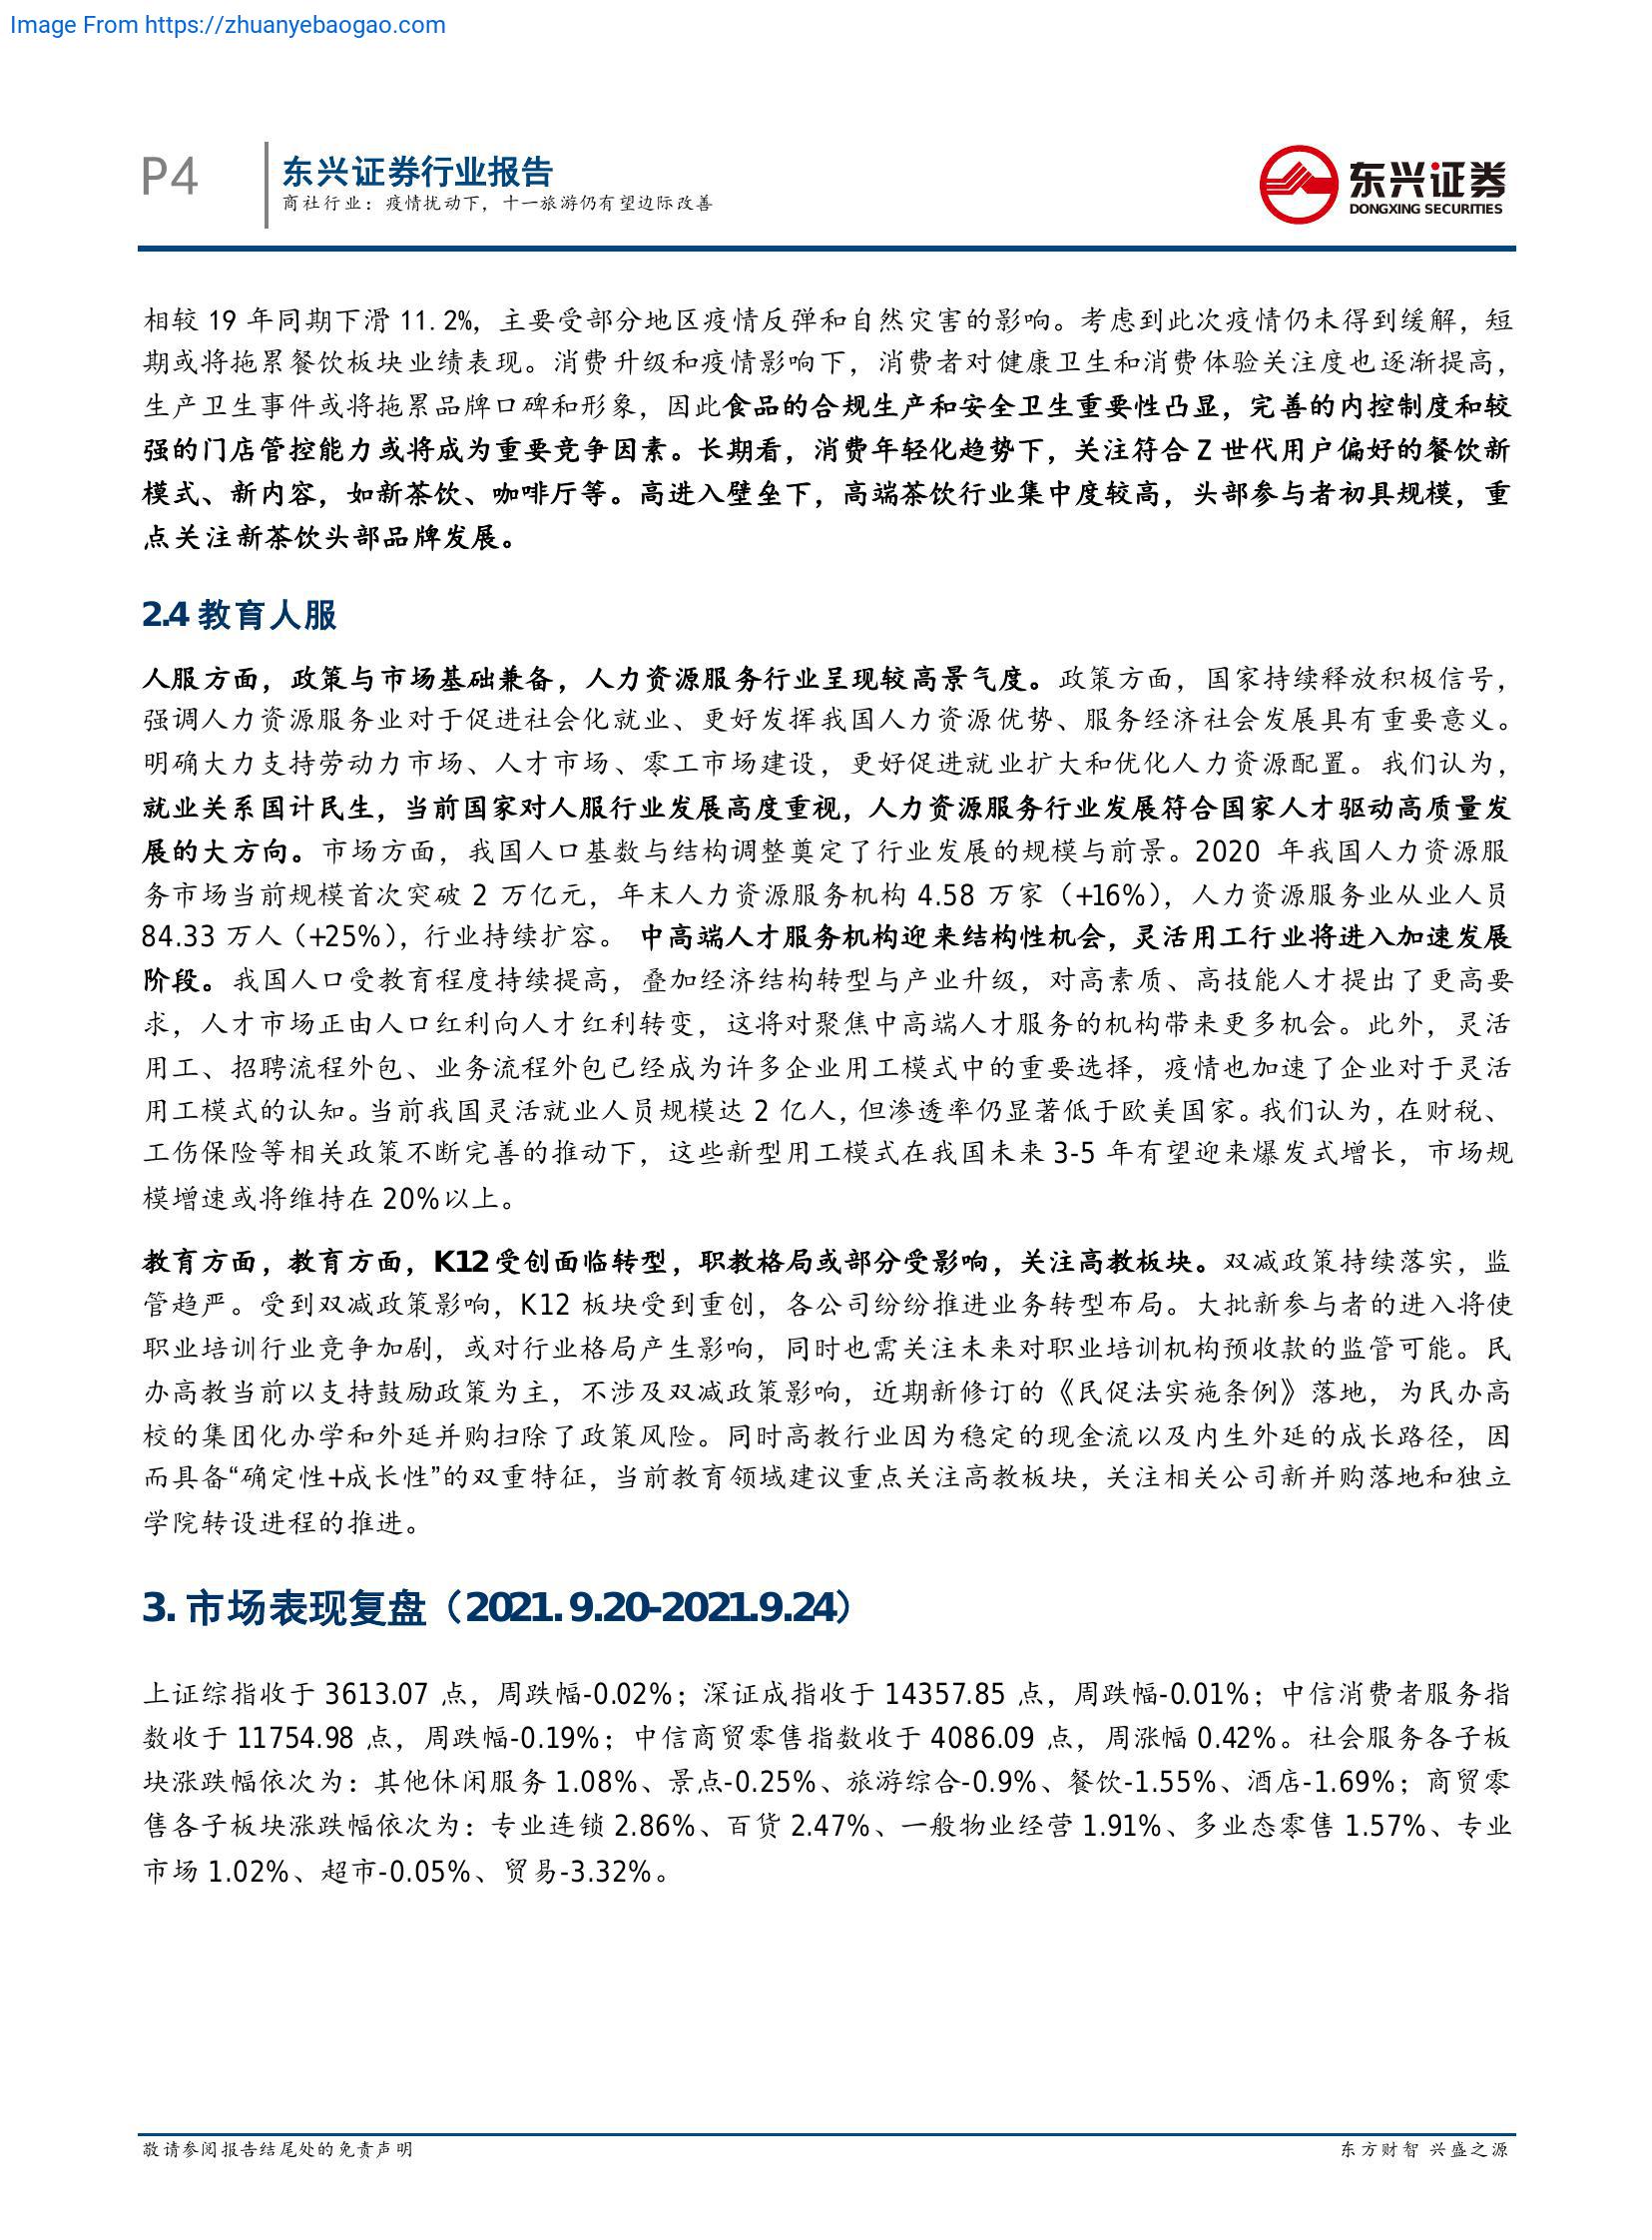 Image From https://zhuanyebaogao.com
P4
东兴证券行业报告
商社行业：疫情扰动下，十一旅游仍有望边际改善
东兴证券
DONGXING SECURITIES
相较 19 年同期下滑 11.2%，主要受部分地区疫情反弹和自然灾害的影响。考虑到此次疫情仍未得到缓解，短
期或将拖累餐饮板块业绩表现。消费升级和疫情影响下，消费者对健康卫生和消费体验关注度也逐渐提高，
生产卫生事件或将拖累品牌口碑和形象，因此食品的合规生产和安全卫生重要性凸显，完善的内控制度和较
强的门店管控能力或将成为重要竞争因素。长期看，消费年轻化趋势下，关注符合 Z 世代用户偏好的餐饮新
模式、新内容，如新茶饮、咖啡厅等。高进入壁垒下，高端茶饮行业集中度较高，头部参与者初具规模，重
点关注新茶饮头部品牌发展。
2.4 教育人服
人服方面，政策与市场基础兼备，人力资源服务行业呈现较高景气度。政策方面，国家持续释放积极信号，
强调人力资源服务业对于促进社会化就业、更好发挥我国人力资源优势、服务经济社会发展具有重要意义。
明确大力支持劳动力市场、人才市场、零工市场建设，更好促进就业扩大和优化人力资源配置。我们认为，
就业关系国计民生，当前国家对人服行业发展高度重视，人力资源服务行业发展符合国家人才驱动高质量发
展的大方向。市场方面，我国人口基数与结构调整奠定了行业发展的规模与前景。2020 年我国人力资源服
务市场当前规模首次突破 2 万亿元，年末人力资源服务机构 4.58 万家（+16%），人力资源服务业从业人员
84.33 万人（+25%），行业持续扩容。 中高端人才服务机构迎来结构性机会，灵活用工行业将进入加速发展
阶段。我国人口受教育程度持续提高，叠加经济结构转型与产业升级，对高素质、高技能人才提出了更高要
求，人才市场正由人口红利向人才红利转变，这将对聚焦中高端人才服务的机构带来更多机会。此外，灵活
用工、招聘流程外包、业务流程外包已经成为许多企业用工模式中的重要选择，疫情也加速了企业对于灵活
用工模式的认知。当前我国灵活就业人员规模达 2 亿人，但渗透率仍显著低于欧美国家。我们认为，在财税、
工伤保险等相关政策不断完善的推动下，这些新型用工模式在我国未来 3-5 年有望迎来爆发式增长，市场规
模增速或将维持在 20%以上。
教育方面，教育方面，K12 受创面临转型，职教格局或部分受影响，关注高教板块。双减政策持续落实，监
管趋严。受到双减政策影响，K12 板块受到重创，各公司纷纷推进业务转型布局。大批新参与者的进入将使
职业培训行业竞争加剧，或对行业格局产生影响，同时也需关注未来对职业培训机构预收款的监管可能。民
办高教当前以支持鼓励政策为主，不涉及双减政策影响，近期新修订的《民促法实施条例》落地，为民办高
校的集团化办学和外延并购扫除了政策风险。同时高教行业因为稳定的现金流以及内生外延的成长路径，因
而具备“确定性+成长性”的双重特征，当前教育领域建议重点关注高教板块，关注相关公司新并购落地和独立
学院转设进程的推进。
3. 市场表现复盘（2021. 9.20-2021.9.24）
上证综指收于 3613.07 点，周跌幅-0.02%；深证成指收于 14357.85 点，周跌幅-0.01%；中信消费者服务指
数收于 11754.98 点，周跌幅-0.19%；中信商贸零售指数收于 4086.09 点，周涨幅 0.42%。社会服务各子板
块涨跌幅依次为：其他休闲服务 1.08%、景点-0.25%、旅游综合-0.9%、餐饮-1.55%、酒店-1.69%；商贸零
售各子板块涨跌幅依次为：专业连锁 2.86%、百货 2.47%、一般物业经营 1.91%、多业态零售 1.57%、专业
市场 1.02%、超市-0.05%、贸易-3.32%。
敬请参阅报告结尾处的免责声明
东方财智 兴盛之源